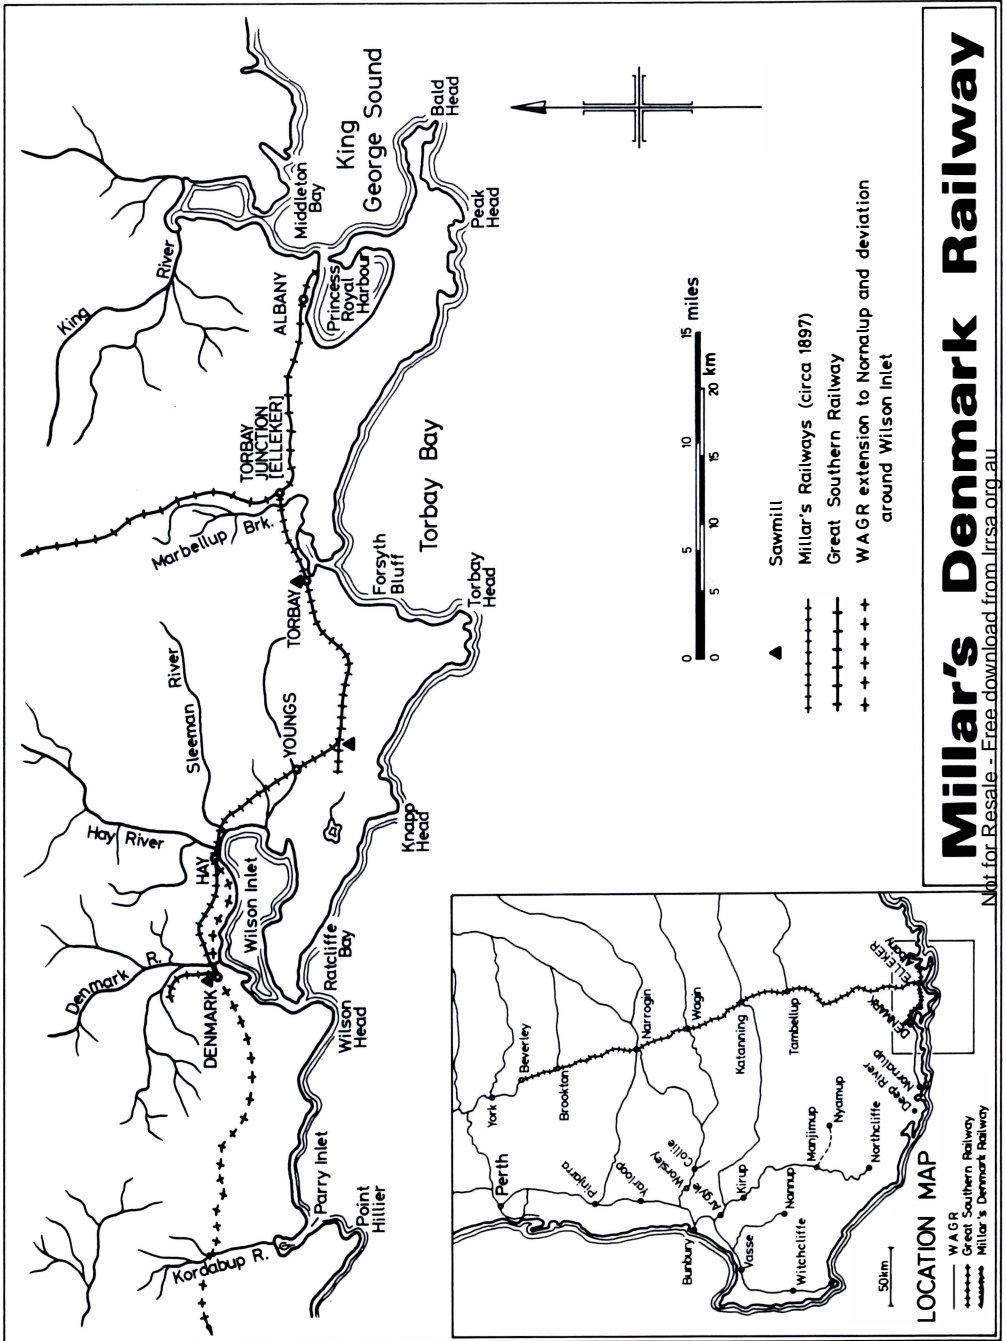 King
River
Middleton
Bay
King
George Sound
Bald
Head
Peak
Head
ALBANY
Princess
Royal
Harbour
TORBAY
JUNCTION
[ELLEKER]
Marbellup Brk.
TORBAY
Torbay Bay
Forsyth
Bluff
Torbay
Head
Sleeman River
YOUNGS
Hay River
HAY
Wilson Inlet
Knapp
Head
Denmark R.
DENMARK
Ratcliffe
Bay
Wilson
Head
Parry Inlet
Point
Hillier
Kordabup R.
0 5 10 15 miles
0 5 10 15 20 km
Sawmill
Millar's Railways (circa 1897)
Great Southern Railway
WAGR extension to Nornalup and deviation
around Wilson Inlet
Perth
York
Beverley
Brookton
Pinjarra
Yarloop
Narrogin
Wagin
Worsley
Collie
Argyle
Bunbury
Kirup
Katanning
Vasse
Nannup
Tambellup
Witchcliffe
Manjimup
Nyamup
Northcliffe
Deep River
Nornalup
DENMARK
ELLEKER
Albany
50km
LOCATION MAP
WAGR
Great Southern Railway
Millar's Denmark Railway
Millar's Denmark Railway
Not for Resale - Free download from lrrsa.org.au